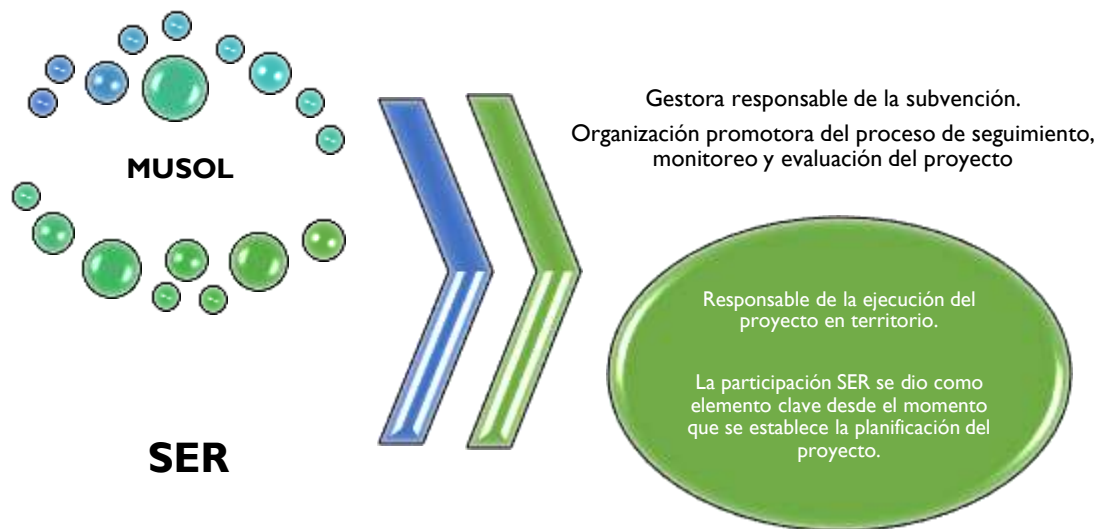 MUSOL
SER
Gestora responsable de la subvención.
Organización promotora del proceso de seguimiento,
monitoreo y evaluación del proyecto
Responsable de la ejecución del
proyecto en territorio.
La participación SER se dio como
elemento clave desde el momento
que se establece la planificación del
proyecto.